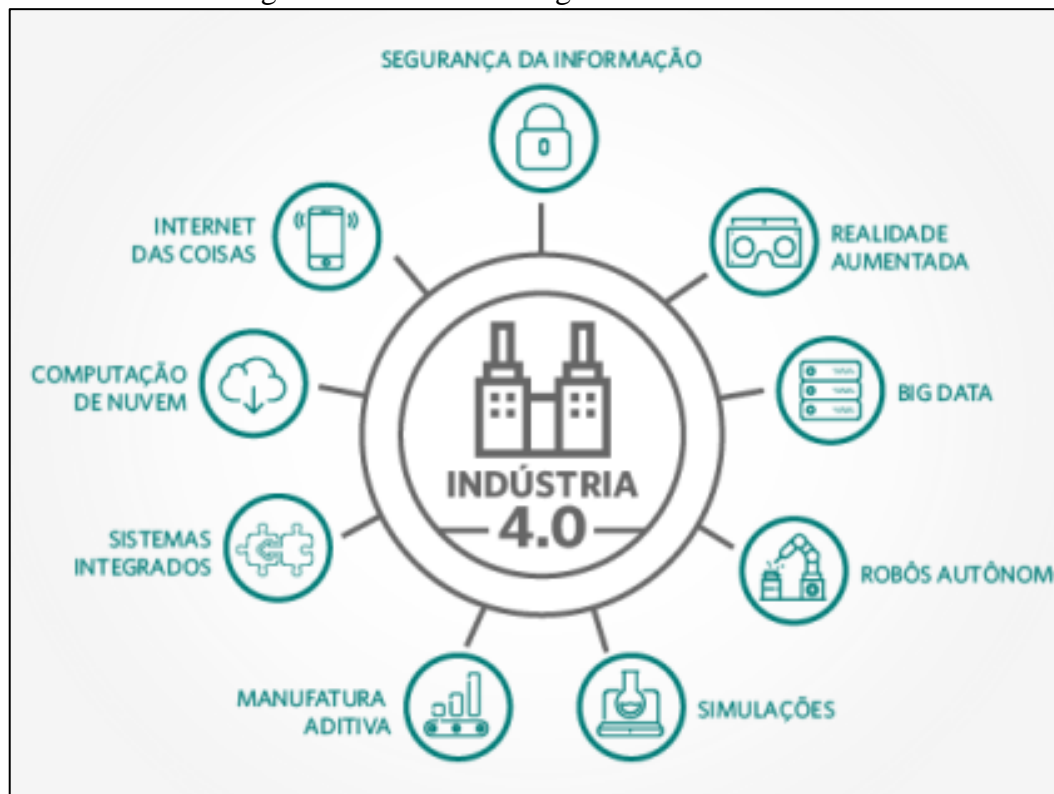 SEGURANÇA DA INFORMAÇÃO
INTERNET
DAS COISAS
REALIDADE
AUMENTADA
COMPUTAÇÃO
DE NUVEM
BIG DATA
INDÚSTRIA
4.0
SISTEMAS
INTEGRADOS
ROBÔS AUTÔNOM
MANUFATURA
ADITIVA
SIMULAÇÕES